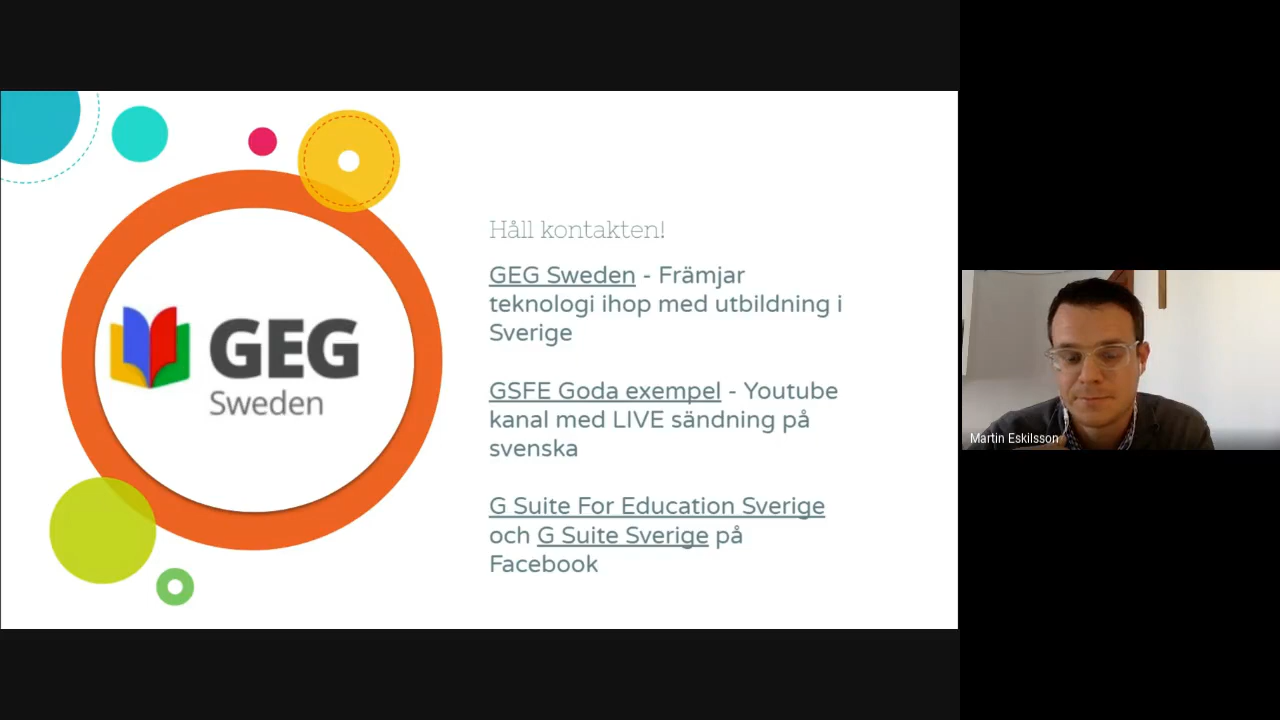 GEG
Sweden
Håll kontakten!
GEG Sweden - Främjar
teknologi ihop med utbildning i
Sverige
GSFE Goda exempel - Youtube
kanal med LIVE sändning på
svenska
G Suite For Education Sverige
och G Suite Sverige på
Facebook
Martin Eskilsson